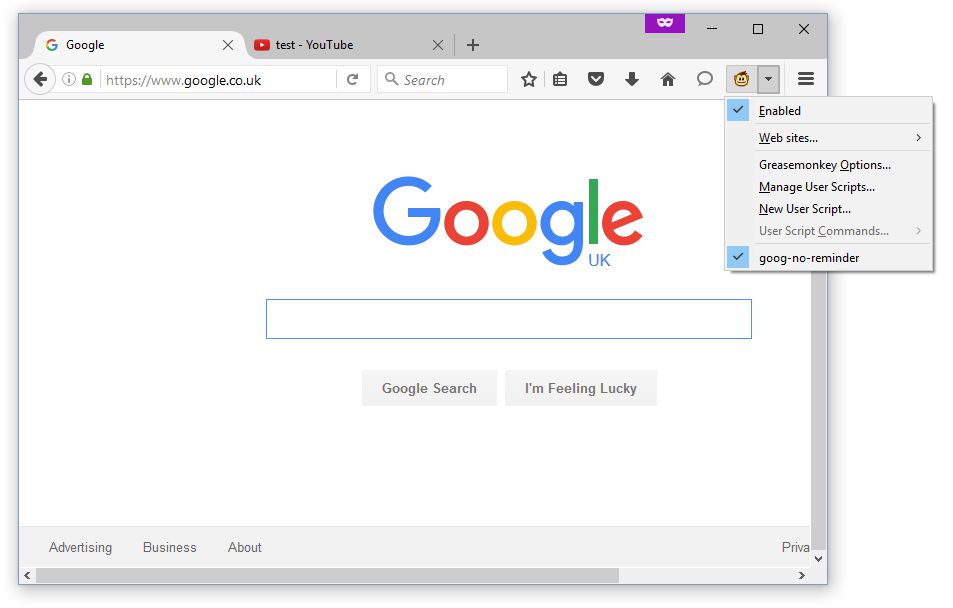 Google
test - YouTube
https://www.google.co.uk
Search
Enabled
Web sites...
Greasemonkey Options...
Manage User Scripts...
New User Script...
User Script Commands...
goog-no-reminder
Google
UK
Google Search
I'm Feeling Lucky
Advertising
Business
About
Priva